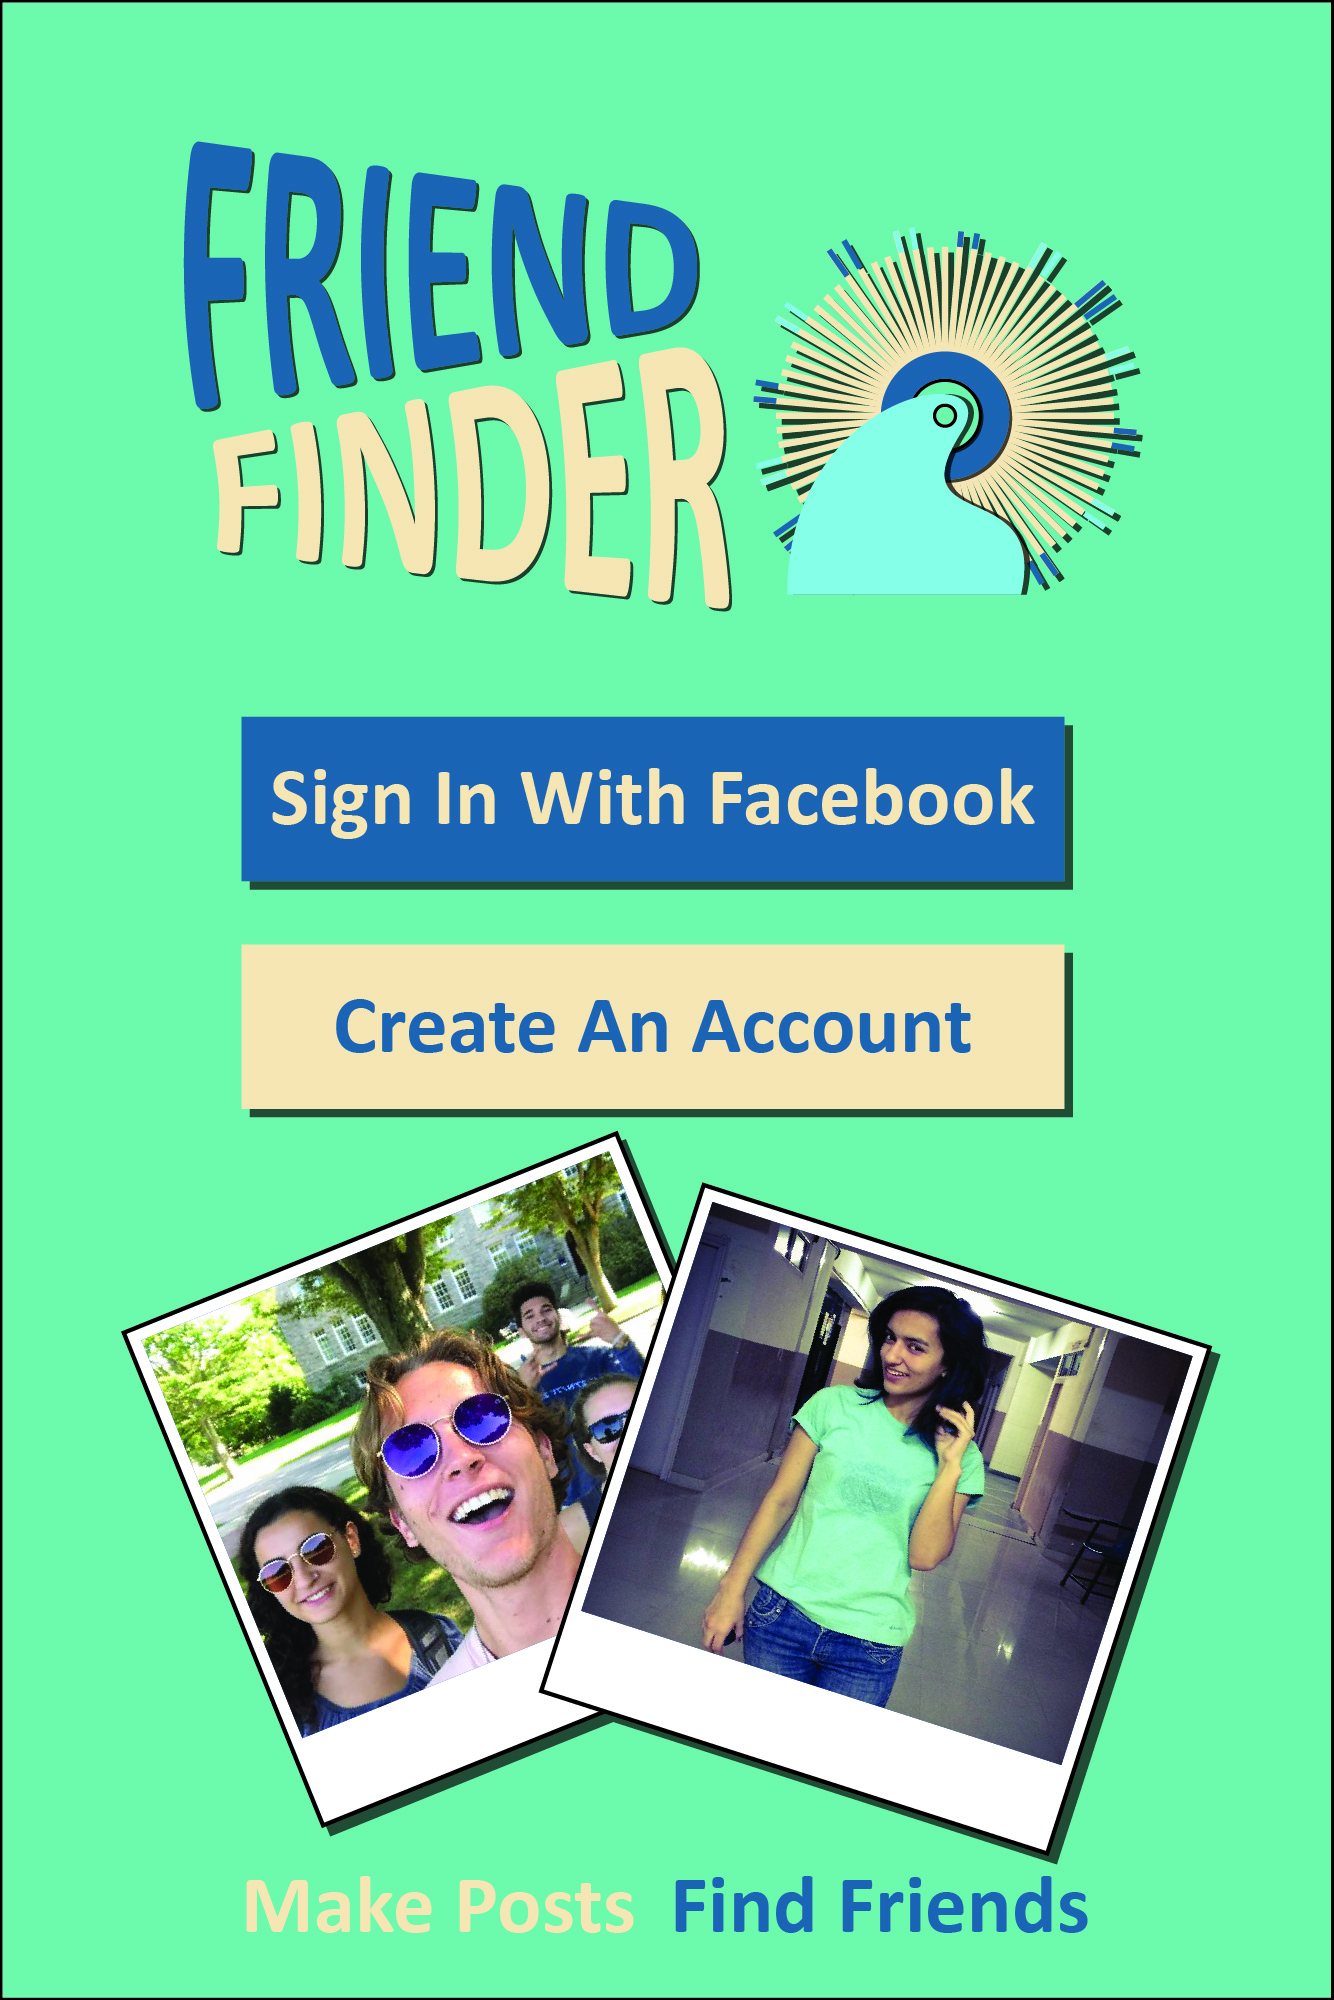 FRIEND
FINDER
Sign In With Facebook
Create An Account
Make Posts Find Friends